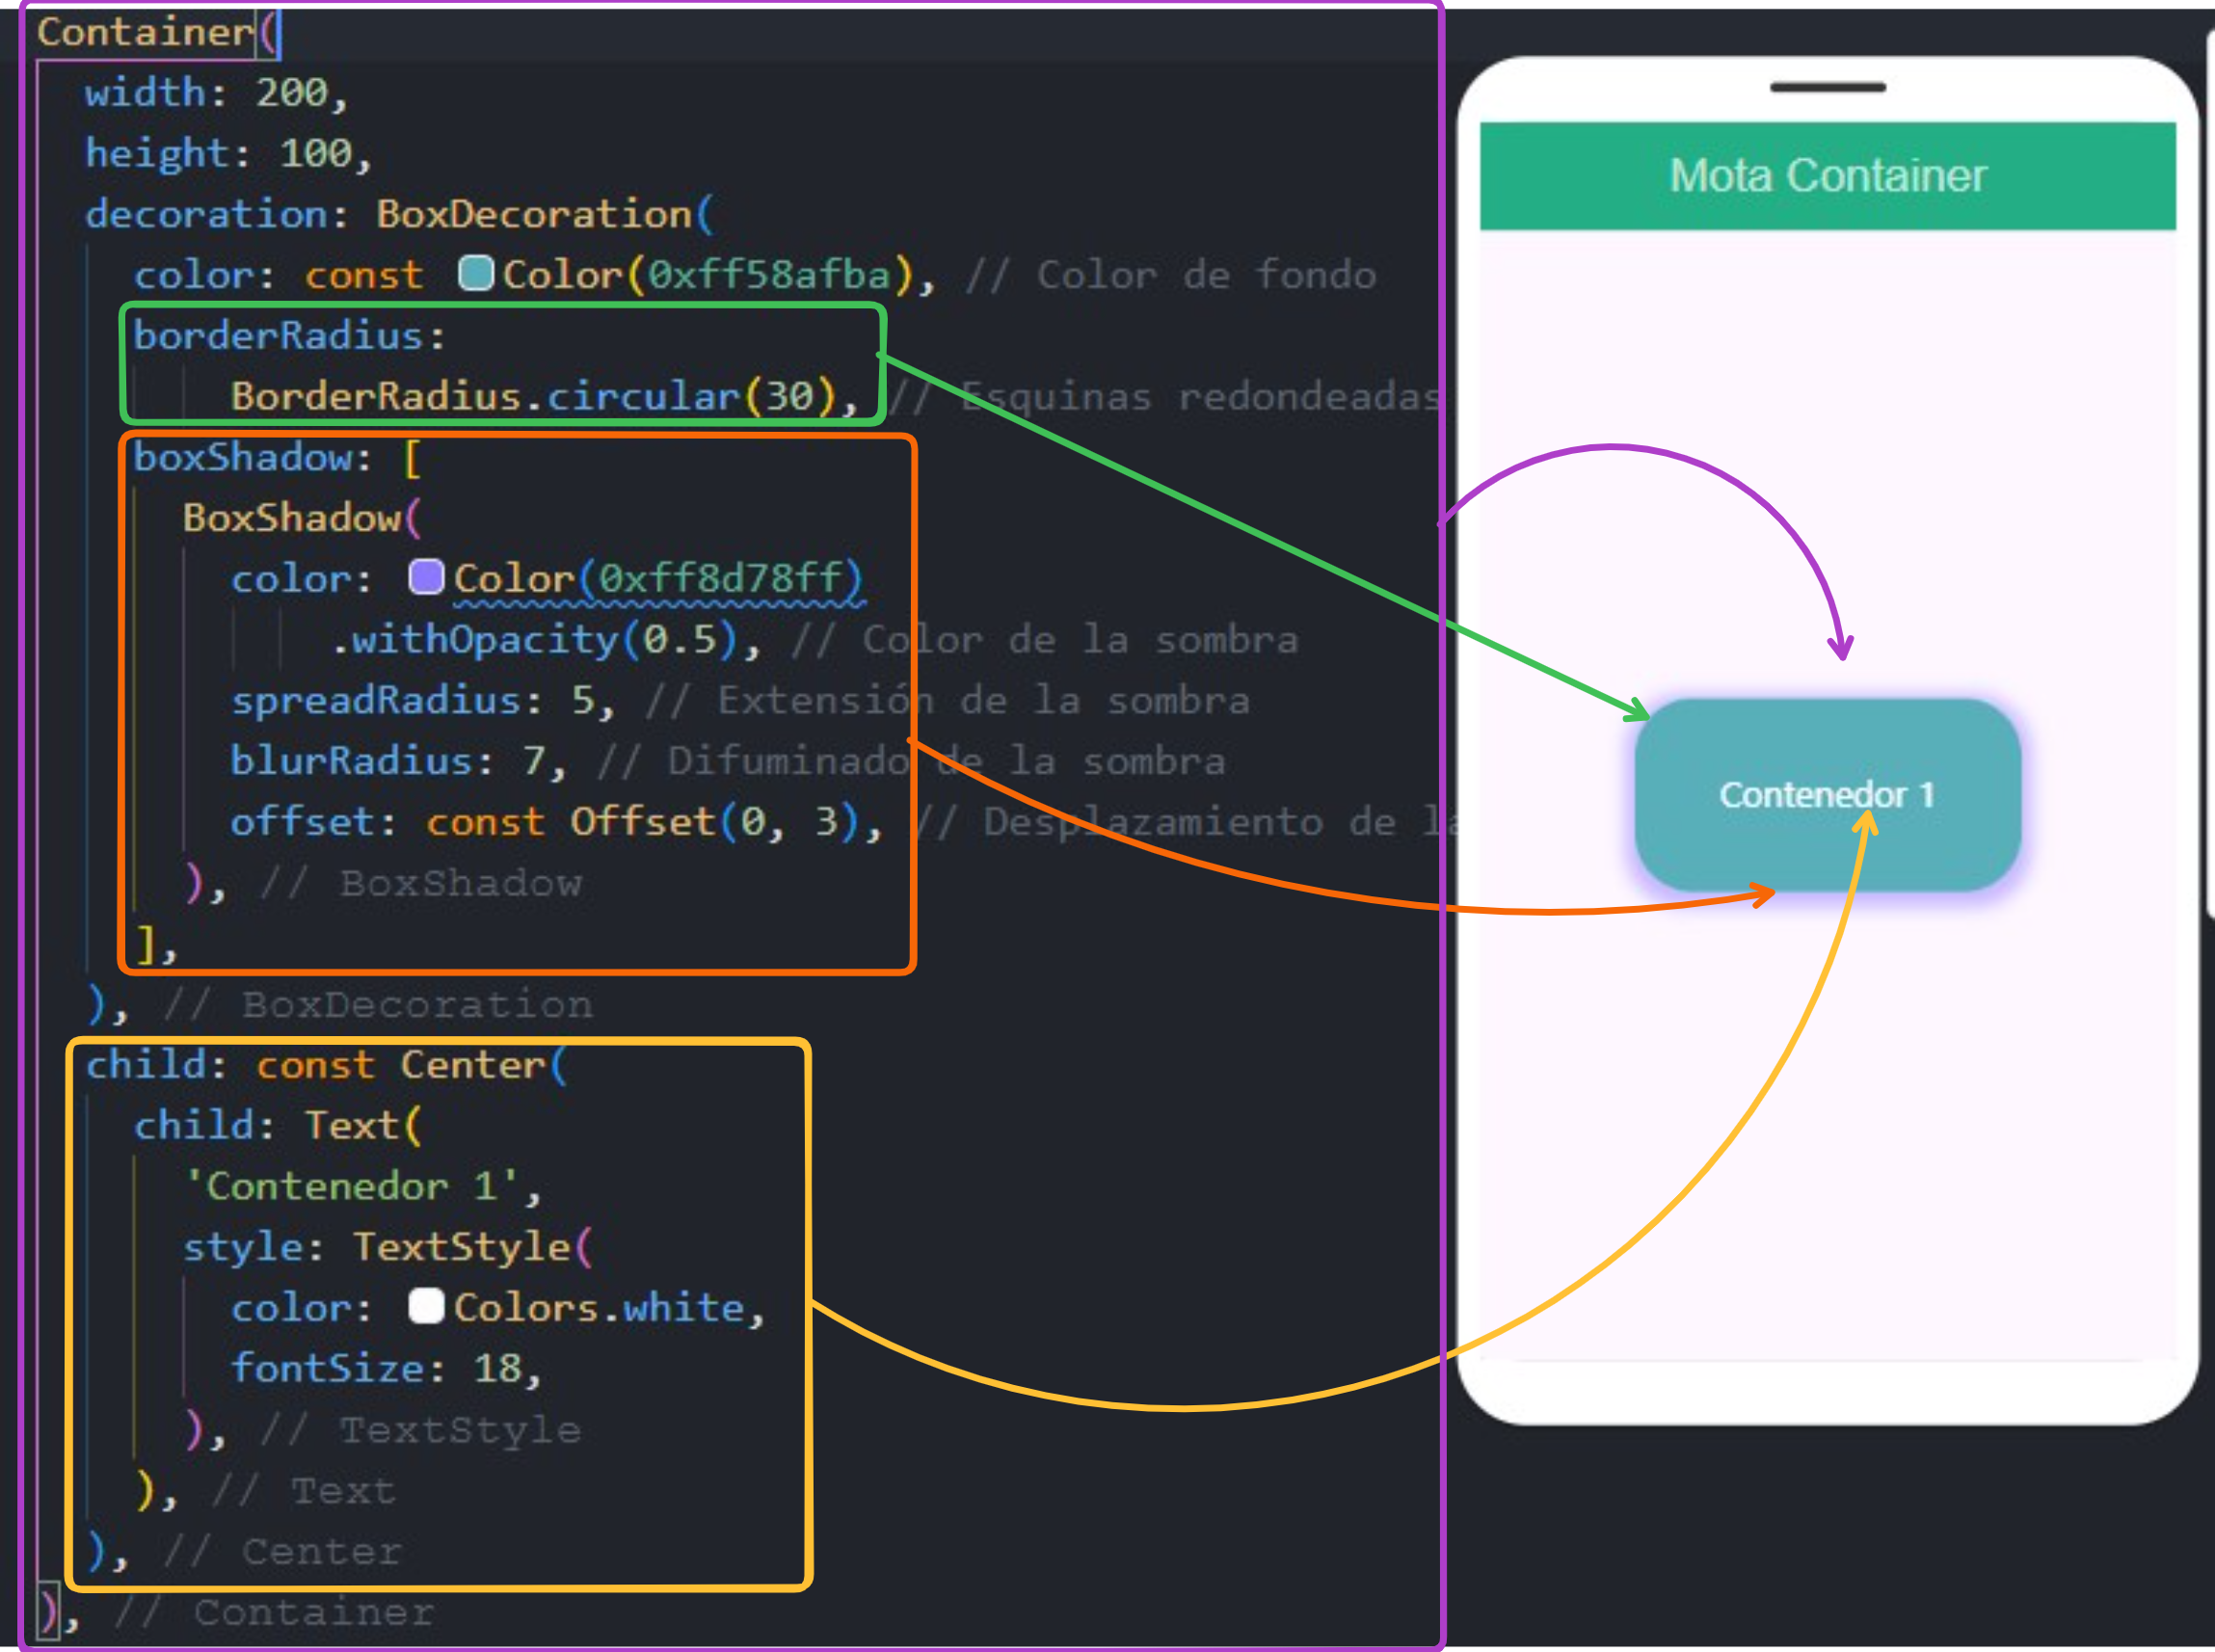 Container(
width: 200,
height: 100,
decoration: BoxDecoration(
color: const Color(0xff58afba), // Color de fondo
borderRadius:
BorderRadius.circular(30), // Esquinas redondeadas
boxShadow: [
BoxShadow(
color: Color(0xff8d78ff)
.withOpacity(0.5), // Color de la sombra
spreadRadius: 5, // Extensión de la sombra
blurRadius: 7, // Difuminado de la sombra
offset: const Offset(0, 3), // Desplazamiento de la
), // BoxShadow
],
), // BoxDecoration
child: const Center(
child: Text(
'Contenedor 1',
style: TextStyle(
color: Colors.white,
fontSize: 18,
), // TextStyle
), // Text
), // Center
), // Container
Mota Container
Contenedor 1